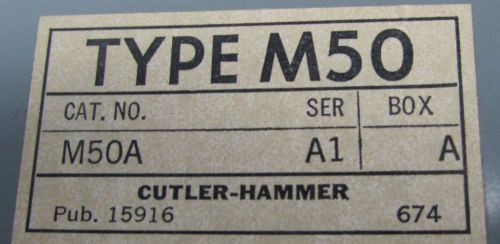 TYPE M50
CAT. NO. SER BOX
M50A A1 A
CUTLER-HAMMER
Pub. 15916 674